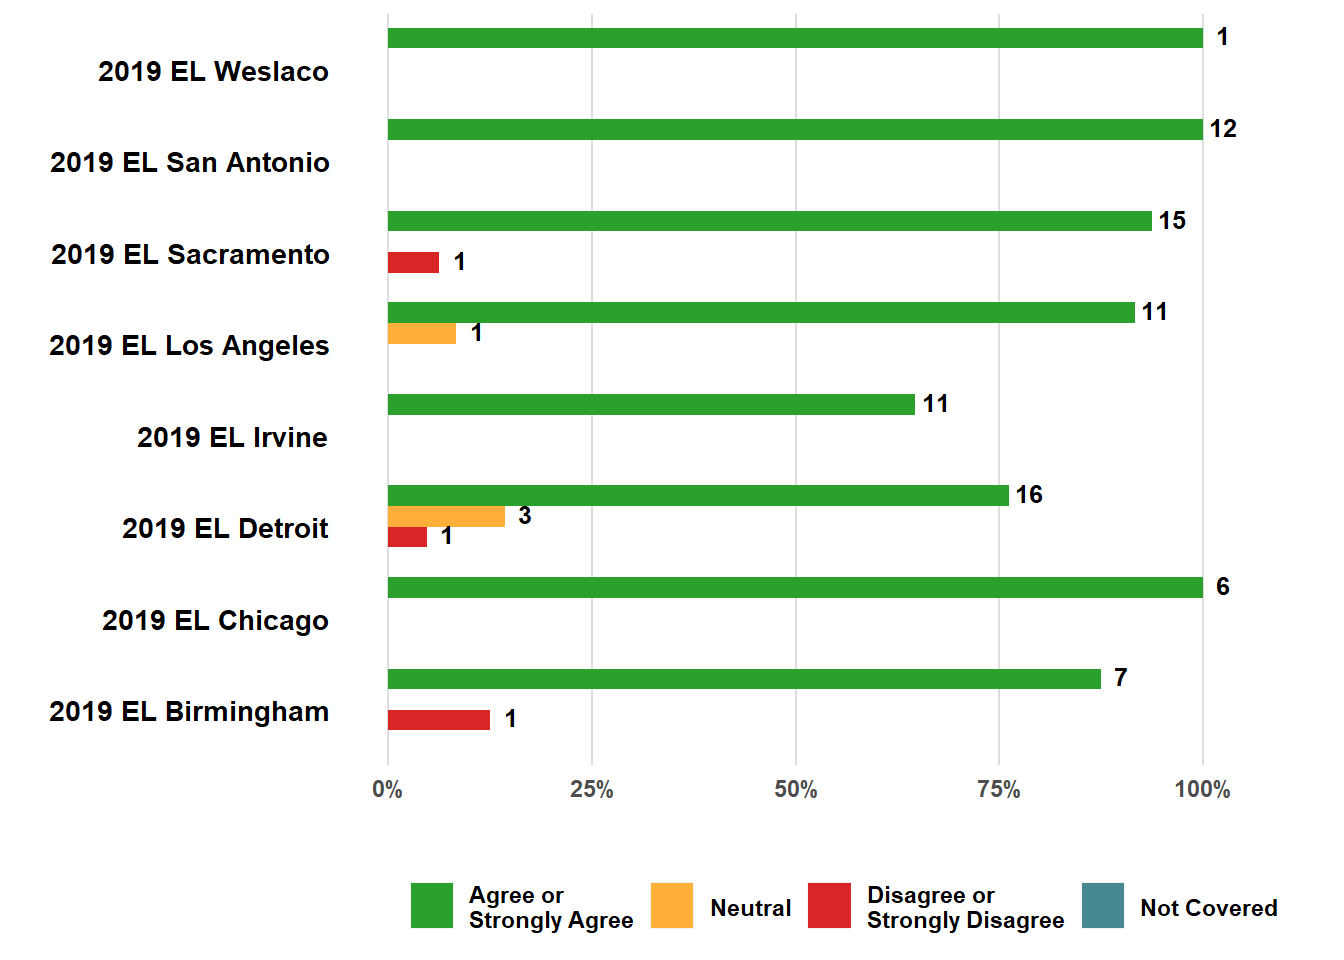 1
2019 EL Weslaco
12
2019 EL San Antonio
15
2019 EL Sacramento
1
11
1
2019 EL Los Angeles
11
2019 EL Irvine
16
3
2019 EL Detroit
1
6
2019 EL Chicago
7
2019 EL Birmingham
1
0% 25% 50% 75% 100%
Agree or
Strongly Agree
Neutral
Disagree or
Strongly Disagree
Not Covered